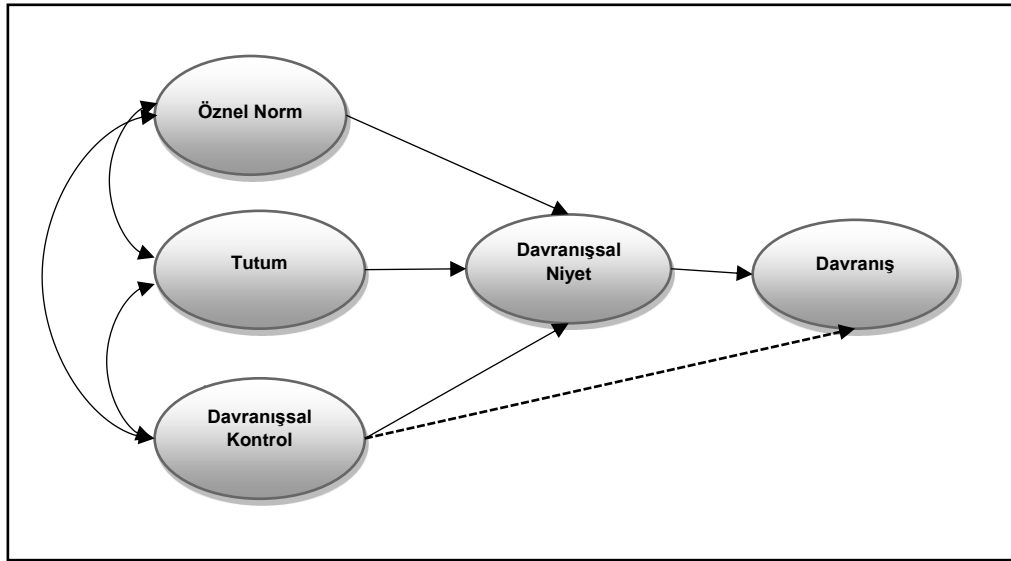 Öznel Norm
Tutum
Davranışsal
Niyet
Davranış
Davranışsal
Kontrol